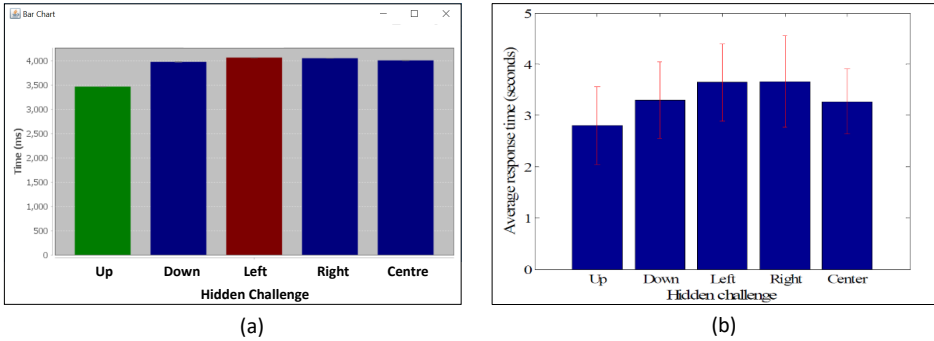 Bar Chart
Time (ms)
4,000
3,500
3,000
2,500
2,000
1,500
1,000
500
0
Up Down Left Right Centre
Hidden Challenge
(a)
Average response time (seconds)
5
4
3
2
1
0
Up Down Left Right Center
Hidden challenge
(b)